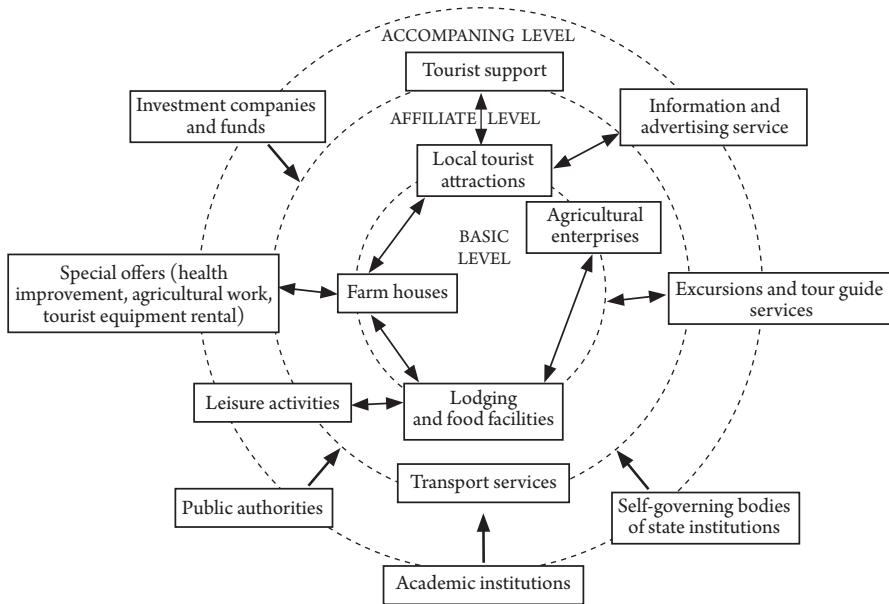 ACCOMPANING LEVEL
Tourist support
Investment companies
and funds
Information and
advertising service
AFFILIATE LEVEL
Local tourist
attractions
Agricultural
enterprises
BASIC
LEVEL
Special offers (health
improvement, agricultural work,
tourist equipment rental)
Farm houses
Excursions and tour guide
services
Leisure activities
Lodging
and food facilities
Transport services
Public authorities
Self-governing bodies
of state institutions
Academic institutions